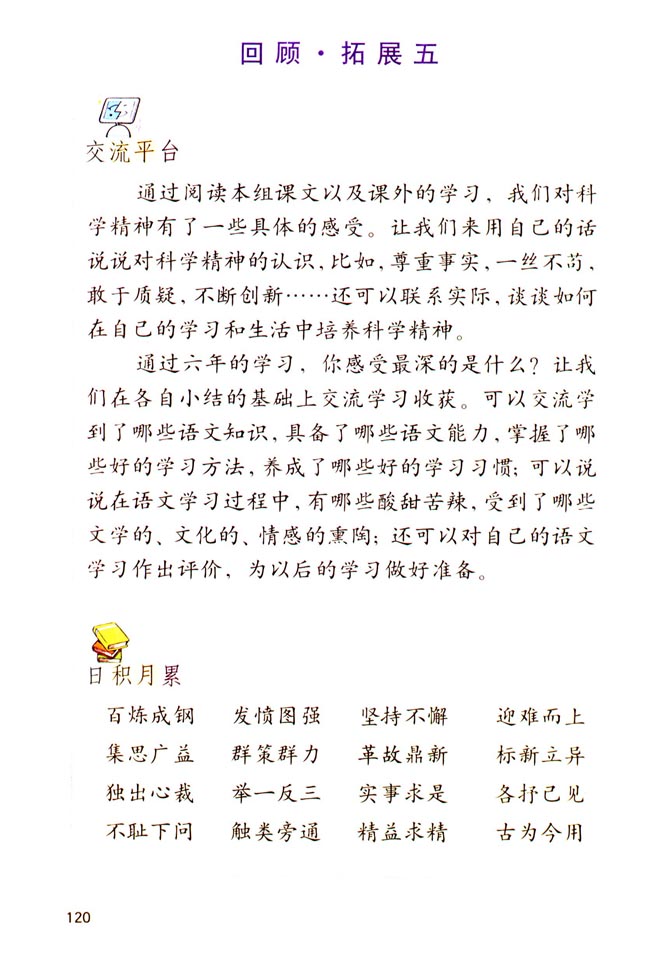 回顾·拓展五
交流平台
通过阅读本组课文以及课外的学习，我们对科
学精神有了一些具体的感受。让我们来用自己的话
说说对科学精神的认识，比如，尊重事实，一丝不苟，
敢于质疑，不断创新……还可以联系实际，谈谈如何
在自己的学习和生活中培养科学精神。
通过六年的学习，你感受最深的是什么？让我
们在各自小结的基础上交流学习收获。可以交流学
到了哪些语文知识，具备了哪些语文能力，掌握了哪
些好的学习方法，养成了哪些好的学习习惯；可以说
说在语文学习过程中，有哪些酸甜苦辣，受到了哪些
文学的、文化的、情感的熏陶；还可以对自己的语文
学习作出评价，为以后的学习做好准备。
日积月累
百炼成钢 发愤图强 坚持不懈 迎难而上
集思广益 群策群力 革故鼎新 标新立异
独出心裁 举一反三 实事求是 各抒己见
不耻下问 触类旁通 精益求精 古为今用
120